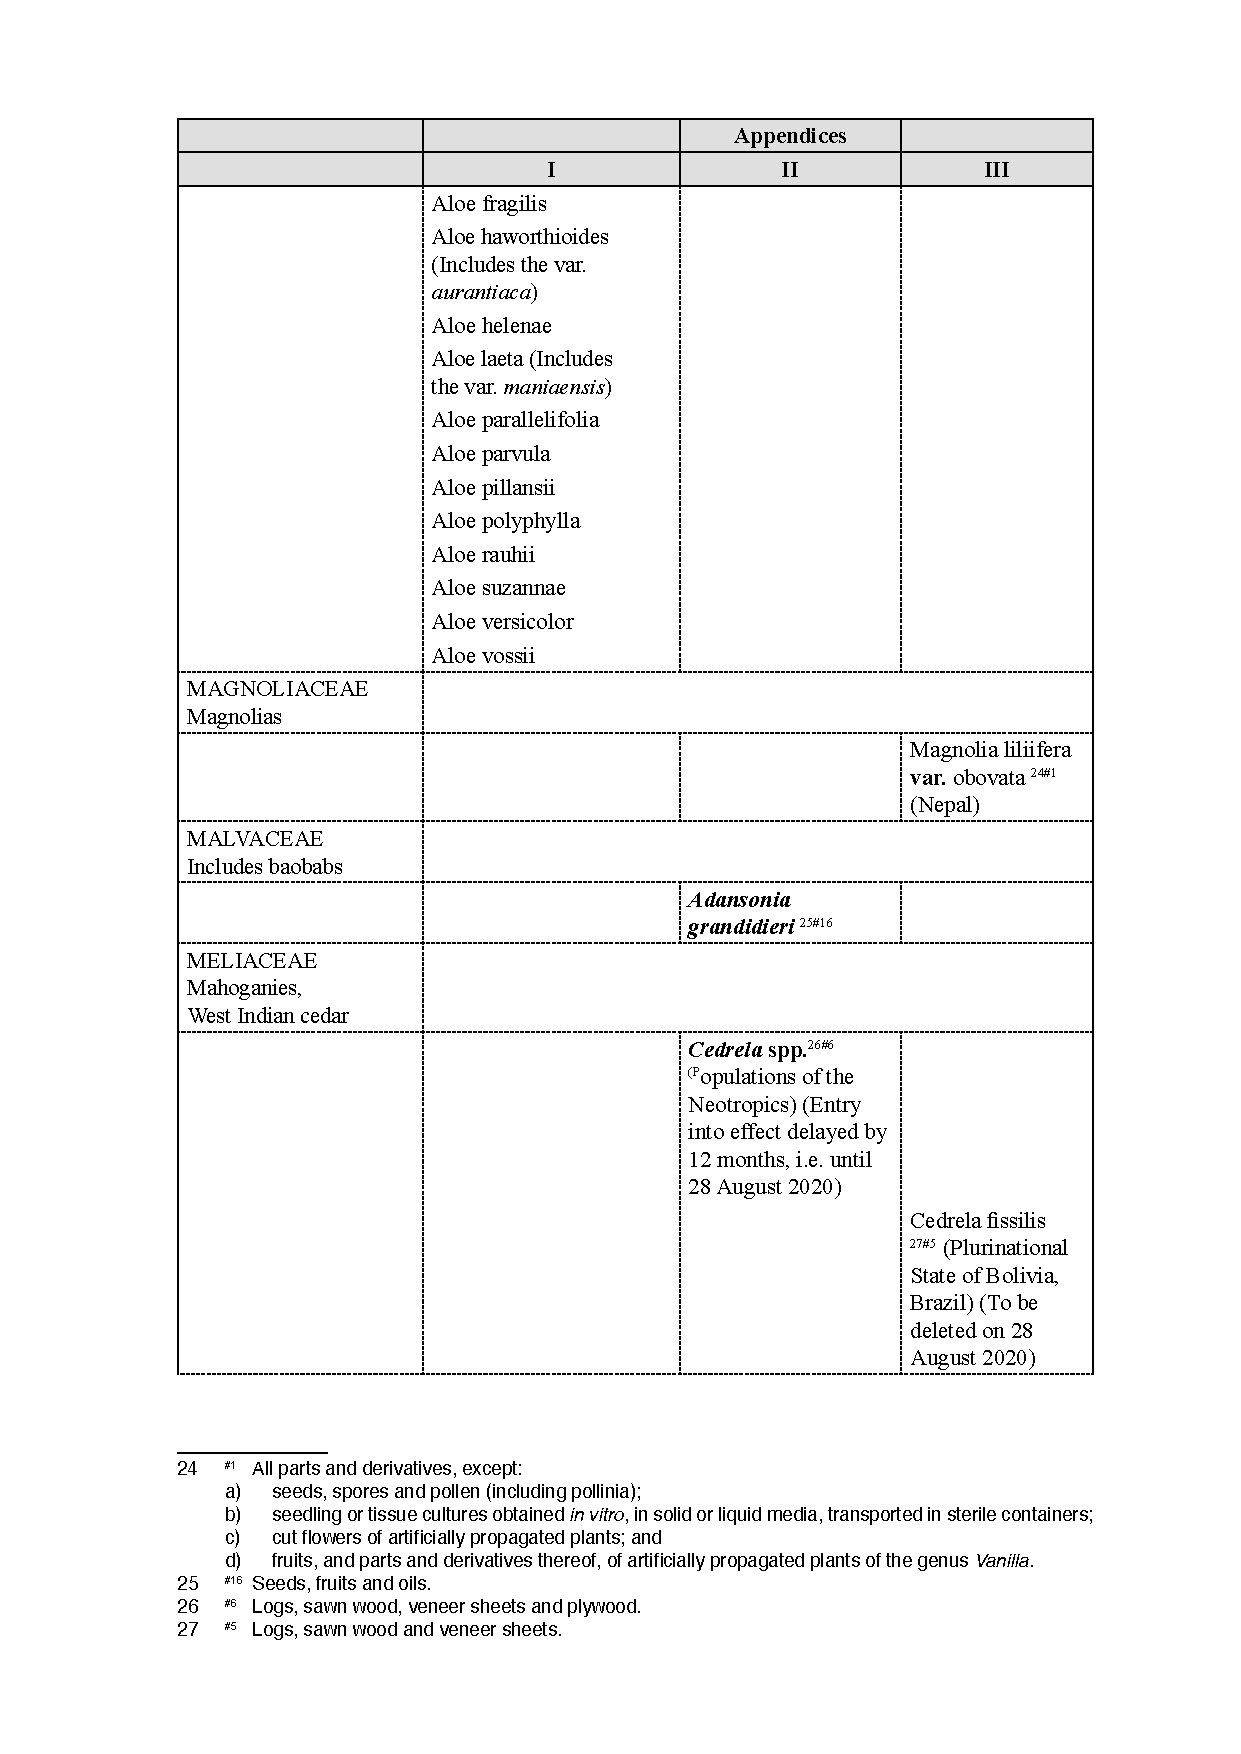 Appendices
I II III
Aloe fragilis
Aloe haworthioides
(Includes the var.
aurantiaca)
Aloe helenae
Aloe laeta (Includes
the var. maniaensis)
Aloe parallelifolia
Aloe parvula
Aloe pillansii
Aloe polyphylla
Aloe rauhii
Aloe suzannae
Aloe versicolor
Aloe vossii
MAGNOLIACEAE
Magnolias
Magnolia liliifera
var. obovata 24#1
(Nepal)
MALVACEAE
Includes baobabs
Adansonia
grandidieri 25#16
MELIACEAE
Mahoganies,
West Indian cedar
Cedrela spp.26#6
(Populations of the
Neotropics) (Entry
into effect delayed by
12 months, i.e. until
28 August 2020)
Cedrela fissilis
27#5 (Plurinational
State of Bolivia,
Brazil) (To be
deleted on 28
August 2020)
24 #1 All parts and derivatives, except:
a) seeds, spores and pollen (including pollinia);
b) seedling or tissue cultures obtained in vitro, in solid or liquid media, transported in sterile containers;
c) cut flowers of artificially propagated plants; and
d) fruits, and parts and derivatives thereof, of artificially propagated plants of the genus Vanilla.
25 #16 Seeds, fruits and oils.
26 #6 Logs, sawn wood, veneer sheets and plywood.
27 #5 Logs, sawn wood and veneer sheets.